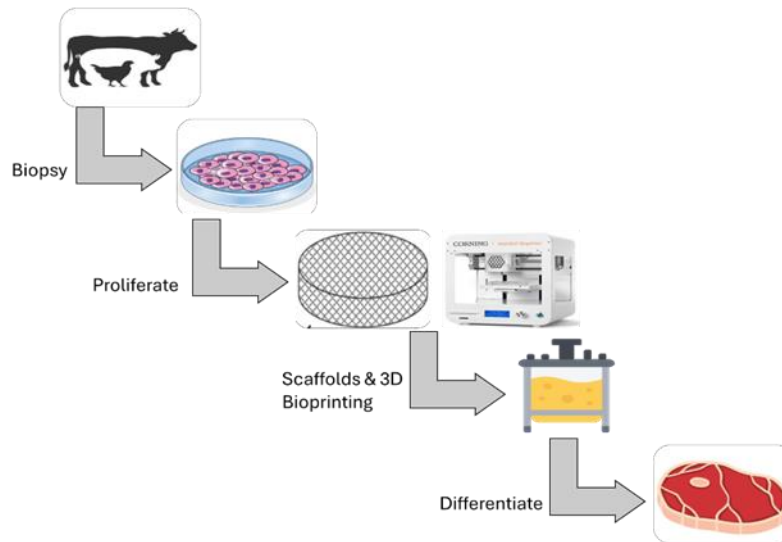 Biopsy
Proliferate
CORNING
Scaffolds & 3D
Bioprinting
Differentiate